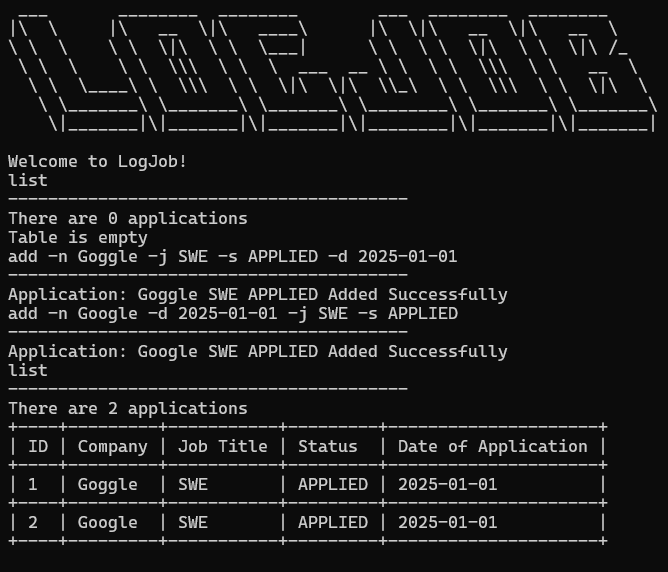 LOGJOB
Welcome to LogJob!
list
----------------------------------------
There are 0 applications
Table is empty
add -n Goggle -j SWE -s APPLIED -d 2025-01-01
----------------------------------------
Application: Goggle SWE APPLIED Added Successfully
add -n Google -d 2025-01-01 -j SWE -s APPLIED
----------------------------------------
Application: Google SWE APPLIED Added Successfully
list
----------------------------------------
There are 2 applications
+----+---------+-----------+---------+---------------------+
| ID | Company | Job Title | Status  | Date of Application |
+----+---------+-----------+---------+---------------------+
| 1  | Goggle  | SWE       | APPLIED | 2025-01-01          |
+----+---------+-----------+---------+---------------------+
| 2  | Google  | SWE       | APPLIED | 2025-01-01          |
+----+---------+-----------+---------+---------------------+